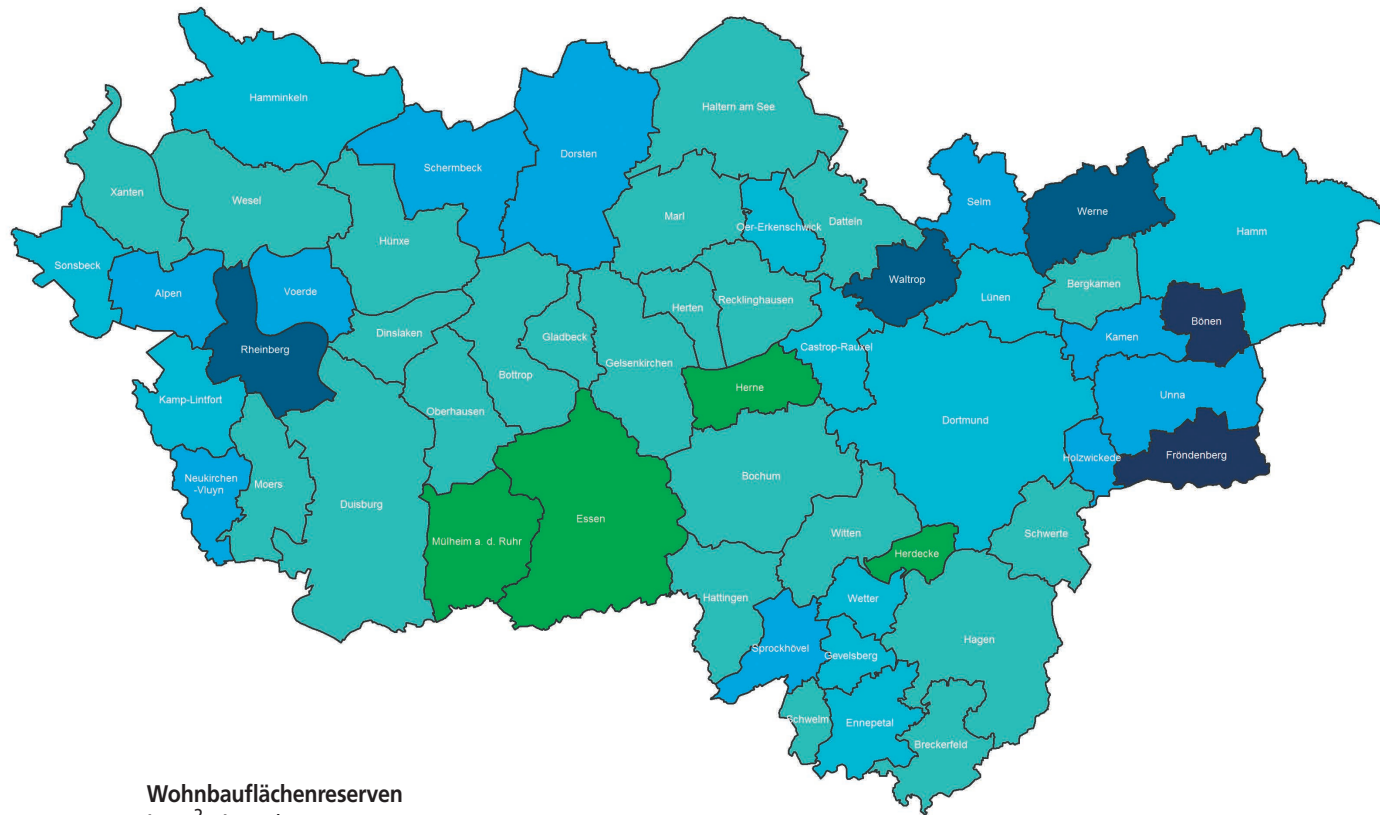 Hamminkeln
Haltern am See
Schermbeck
Dorsten
Xanten
Wesel
Selm
Werne
Marl
Oer-Erkenschwick
Datteln
Hamm
Hünxe
Sonsbeck
Alpen
Voerde
Waltrop
Lünen
Bergkamen
Recklinghausen
Herten
Bönen
Dinslaken
Gladbeck
Kamen
Rheinberg
Castrop-Rauxel
Gelsenkirchen
Bottrop
Herne
Unna
Kamp-Lintfort
Oberhausen
Dortmund
Holzwickede
Fröndenberg
Neukirchen
-Vluyn
Moers
Bochum
Duisburg
Essen
Witten
Schwerte
Mülheim a. d. Ruhr
Herdecke
Hattingen
Wetter
Hagen
Sprockhövel
Gevelsberg
Schwelm
Ennepetal
Breckerfeld
Wohnbauflächenreserven